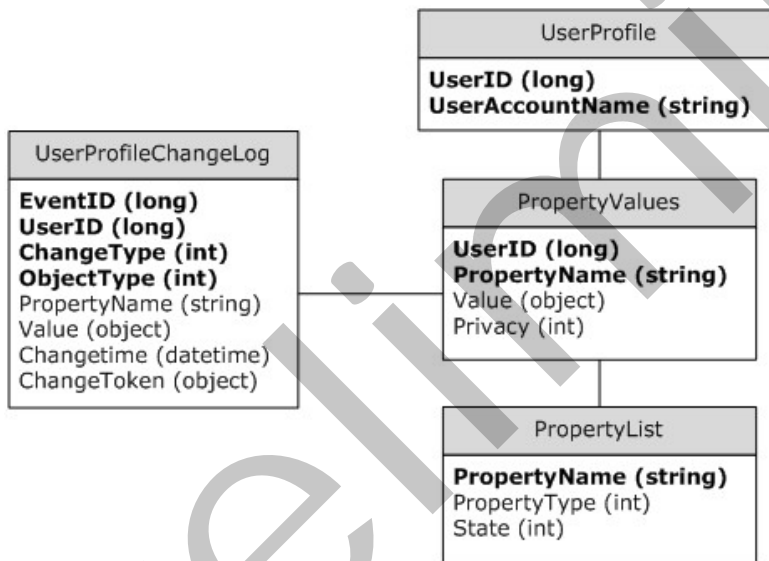 UserProfile
UserID (long)
UserAccountName (string)
UserProfileChangeLog
EventID (long)
UserID (long)
ChangeType (int)
ObjectType (int)
PropertyName (string)
Value (object)
Changetime (datetime)
ChangeToken (object)
PropertyValues
UserID (long)
PropertyName (string)
Value (object)
Privacy (int)
PropertyList
PropertyName (string)
PropertyType (int)
State (int)
elimi